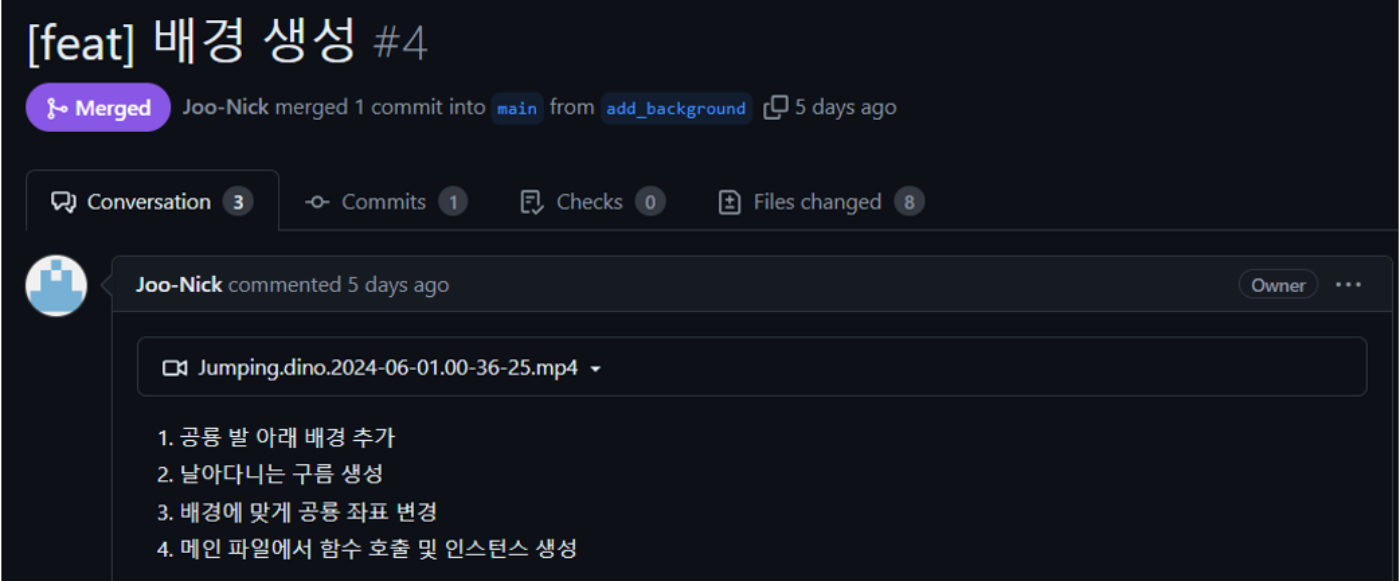 [feat] 배경 생성 #4
Merged Joo-Nick merged 1 commit into main from add_background 5 days ago
Conversation 3 Commits 1 Checks 0 Files changed 8
Joo-Nick commented 5 days ago Owner ...
Jumping.dino.2024-06-01.00-36-25.mp4
1. 공룡 발 아래 배경 추가
2. 날아다니는 구름 생성
3. 배경에 맞게 공룡 좌표 변경
4. 메인 파일에서 함수 호출 및 인스턴스 생성